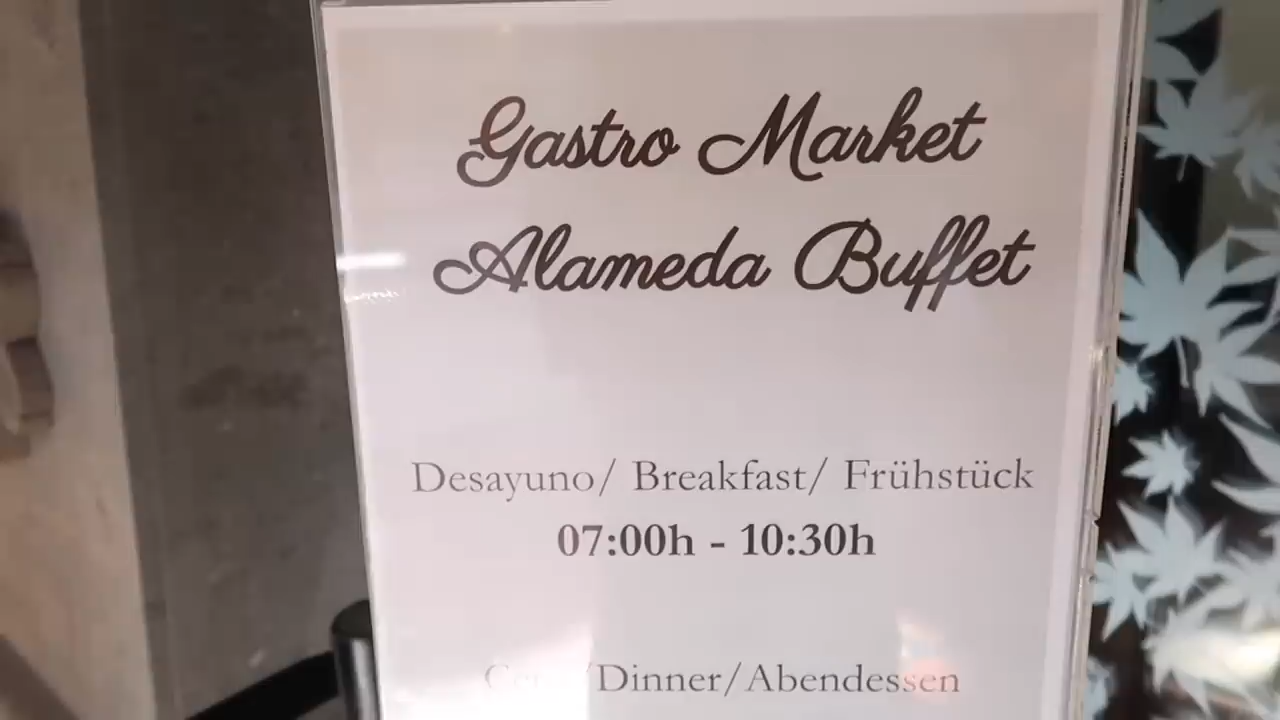 Gastro Market
Alameda Buffet
Desayuno/ Breakfast/ Frühstück
07:00h - 10:30h
/Dinner/Abendessen